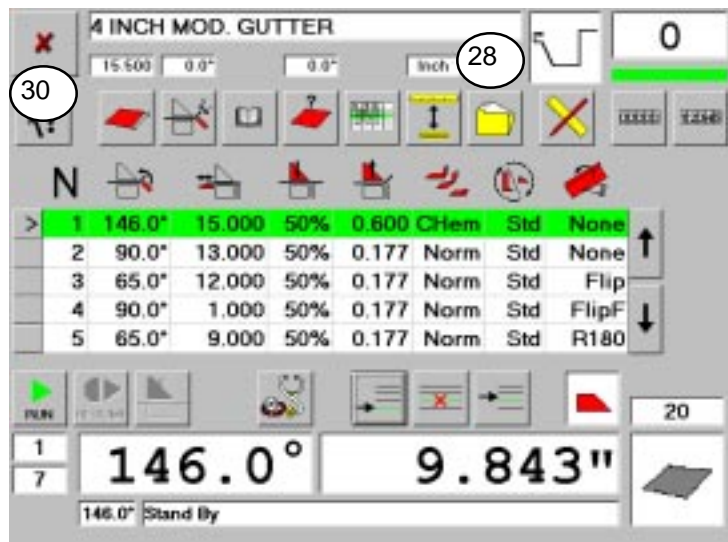 4 INCH MOD. GUTTER
0
15.500 0.0° 0.0° Inch 28
30
N
> 1 146.0° 15.000 50% 0.600 CHem Std None
2 90.0° 13.000 50% 0.177 Norm Std None
3 65.0° 12.000 50% 0.177 Norm Std Flip
4 90.0° 1.000 50% 0.177 Norm Std FlipF
5 65.0° 9.000 50% 0.177 Norm Std R180
RUN
20
1
7
146.0° 9.843"
146.0° Stand By